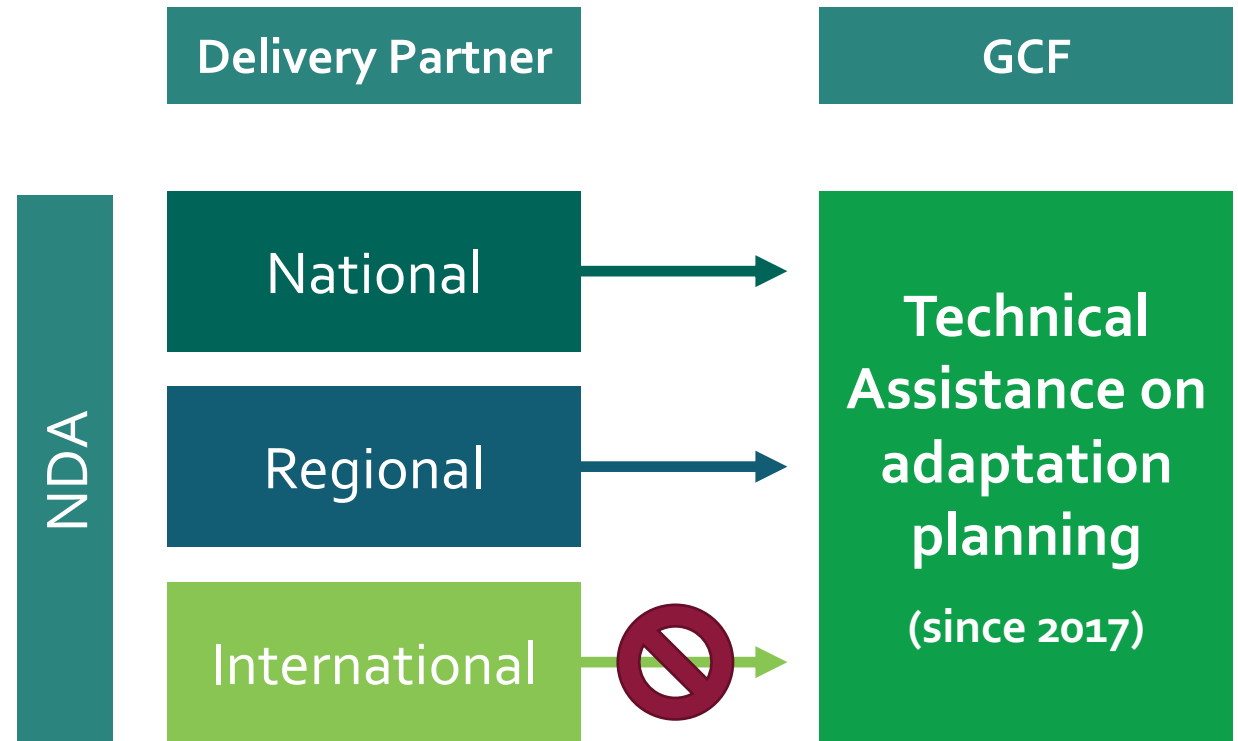 Delivery Partner
GCF
NDA
National
Regional
International
Technical
Assistance on
adaptation
planning
(since 2017)